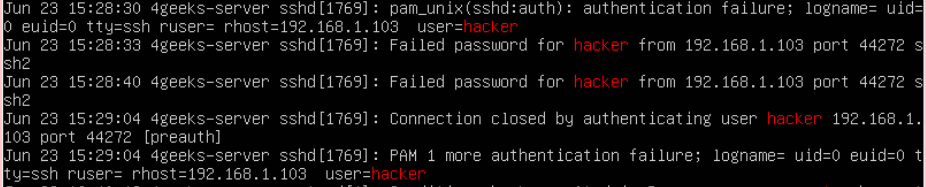 Jun 23 15:28:30 4geeks-server sshd[1769]: pam_unix(sshd:auth): authentication failure; logname= uid=
0 euid=0 tty=ssh ruser= rhost=192.168.1.103  user=hacker
Jun 23 15:28:33 4geeks-server sshd[1769]: Failed password for hacker from 192.168.1.103 port 44272 s
sh2
Jun 23 15:28:40 4geeks-server sshd[1769]: Failed password for hacker from 192.168.1.103 port 44272 s
sh2
Jun 23 15:29:04 4geeks-server sshd[1769]: Connection closed by authenticating user hacker 192.168.1.
103 port 44272 [preauth]
Jun 23 15:29:04 4geeks-server sshd[1769]: PAM 1 more authentication failure; logname= uid=0 euid=0 t
ty=ssh ruser= rhost=192.168.1.103  user=hacker